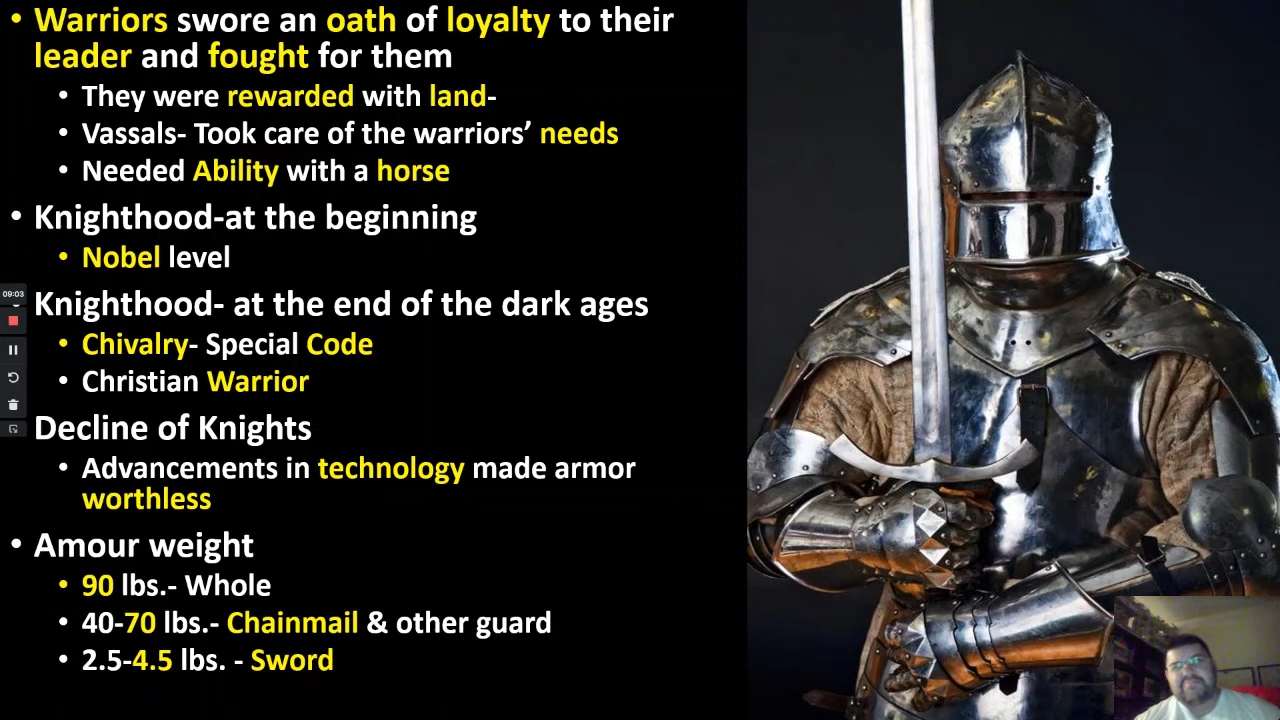 • Warriors swore an oath of loyalty to their
leader and fought for them
• They were rewarded with land-
• Vassals- Took care of the warriors’ needs
• Needed Ability with a horse
• Knighthood-at the beginning
• Nobel level
09:03
Knighthood- at the end of the dark ages
• Chivalry- Special Code
• Christian Warrior
Decline of Knights
• Advancements in technology made armor
worthless
• Amour weight
• 90 lbs.- Whole
• 40-70 lbs.- Chainmail & other guard
• 2.5-4.5 lbs. - Sword